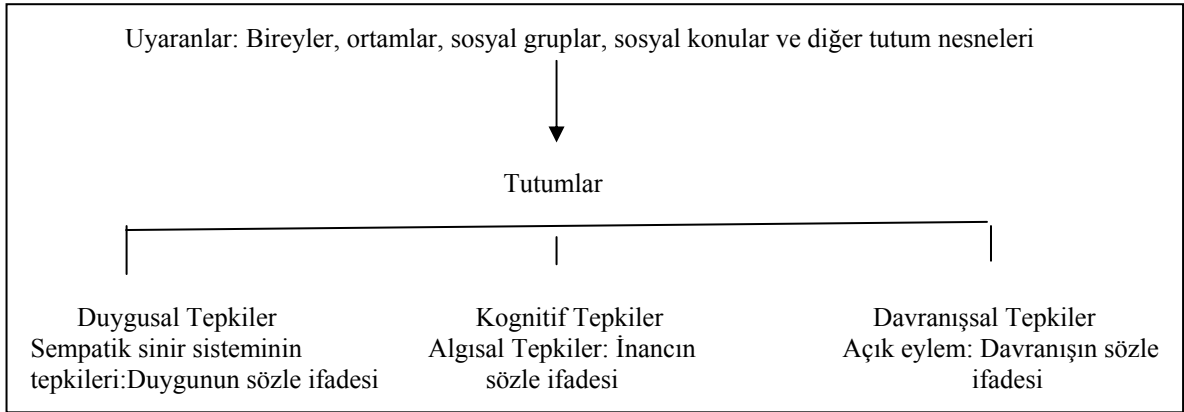 Uyaranlar: Bireyler, ortamlar, sosyal gruplar, sosyal konular ve diğer tutum nesneleri
Tutumlar
Duygusal Tepkiler
Sempatik sinir sisteminin
tepkileri:Duygunun sözle ifadesi
Kognitif Tepkiler
Algısal Tepkiler: İnancın
sözle ifadesi
Davranışsal Tepkiler
Açık eylem: Davranışın sözle
ifadesi